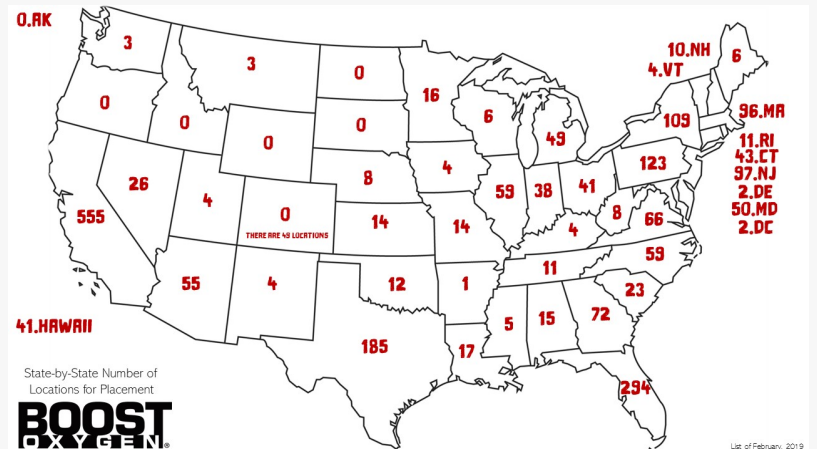 0.AK
10.NH
4.VT
3
3
0
0
0
0
0
16
6
49
109
6
96.MA
11.RI
43.CT
97.NJ
2.DE
50.MD
2.DC
123
8
4
59
38
41
26
4
0
THERE ARE 49 LOCATIONS
14
14
4
8
66
555
55
4
12
1
11
59
23
185
17
5
15
72
294
41.HAWAII
State-by-State Number of
Locations for Placement
BOOST
OXYGEN®
List of February, 2019